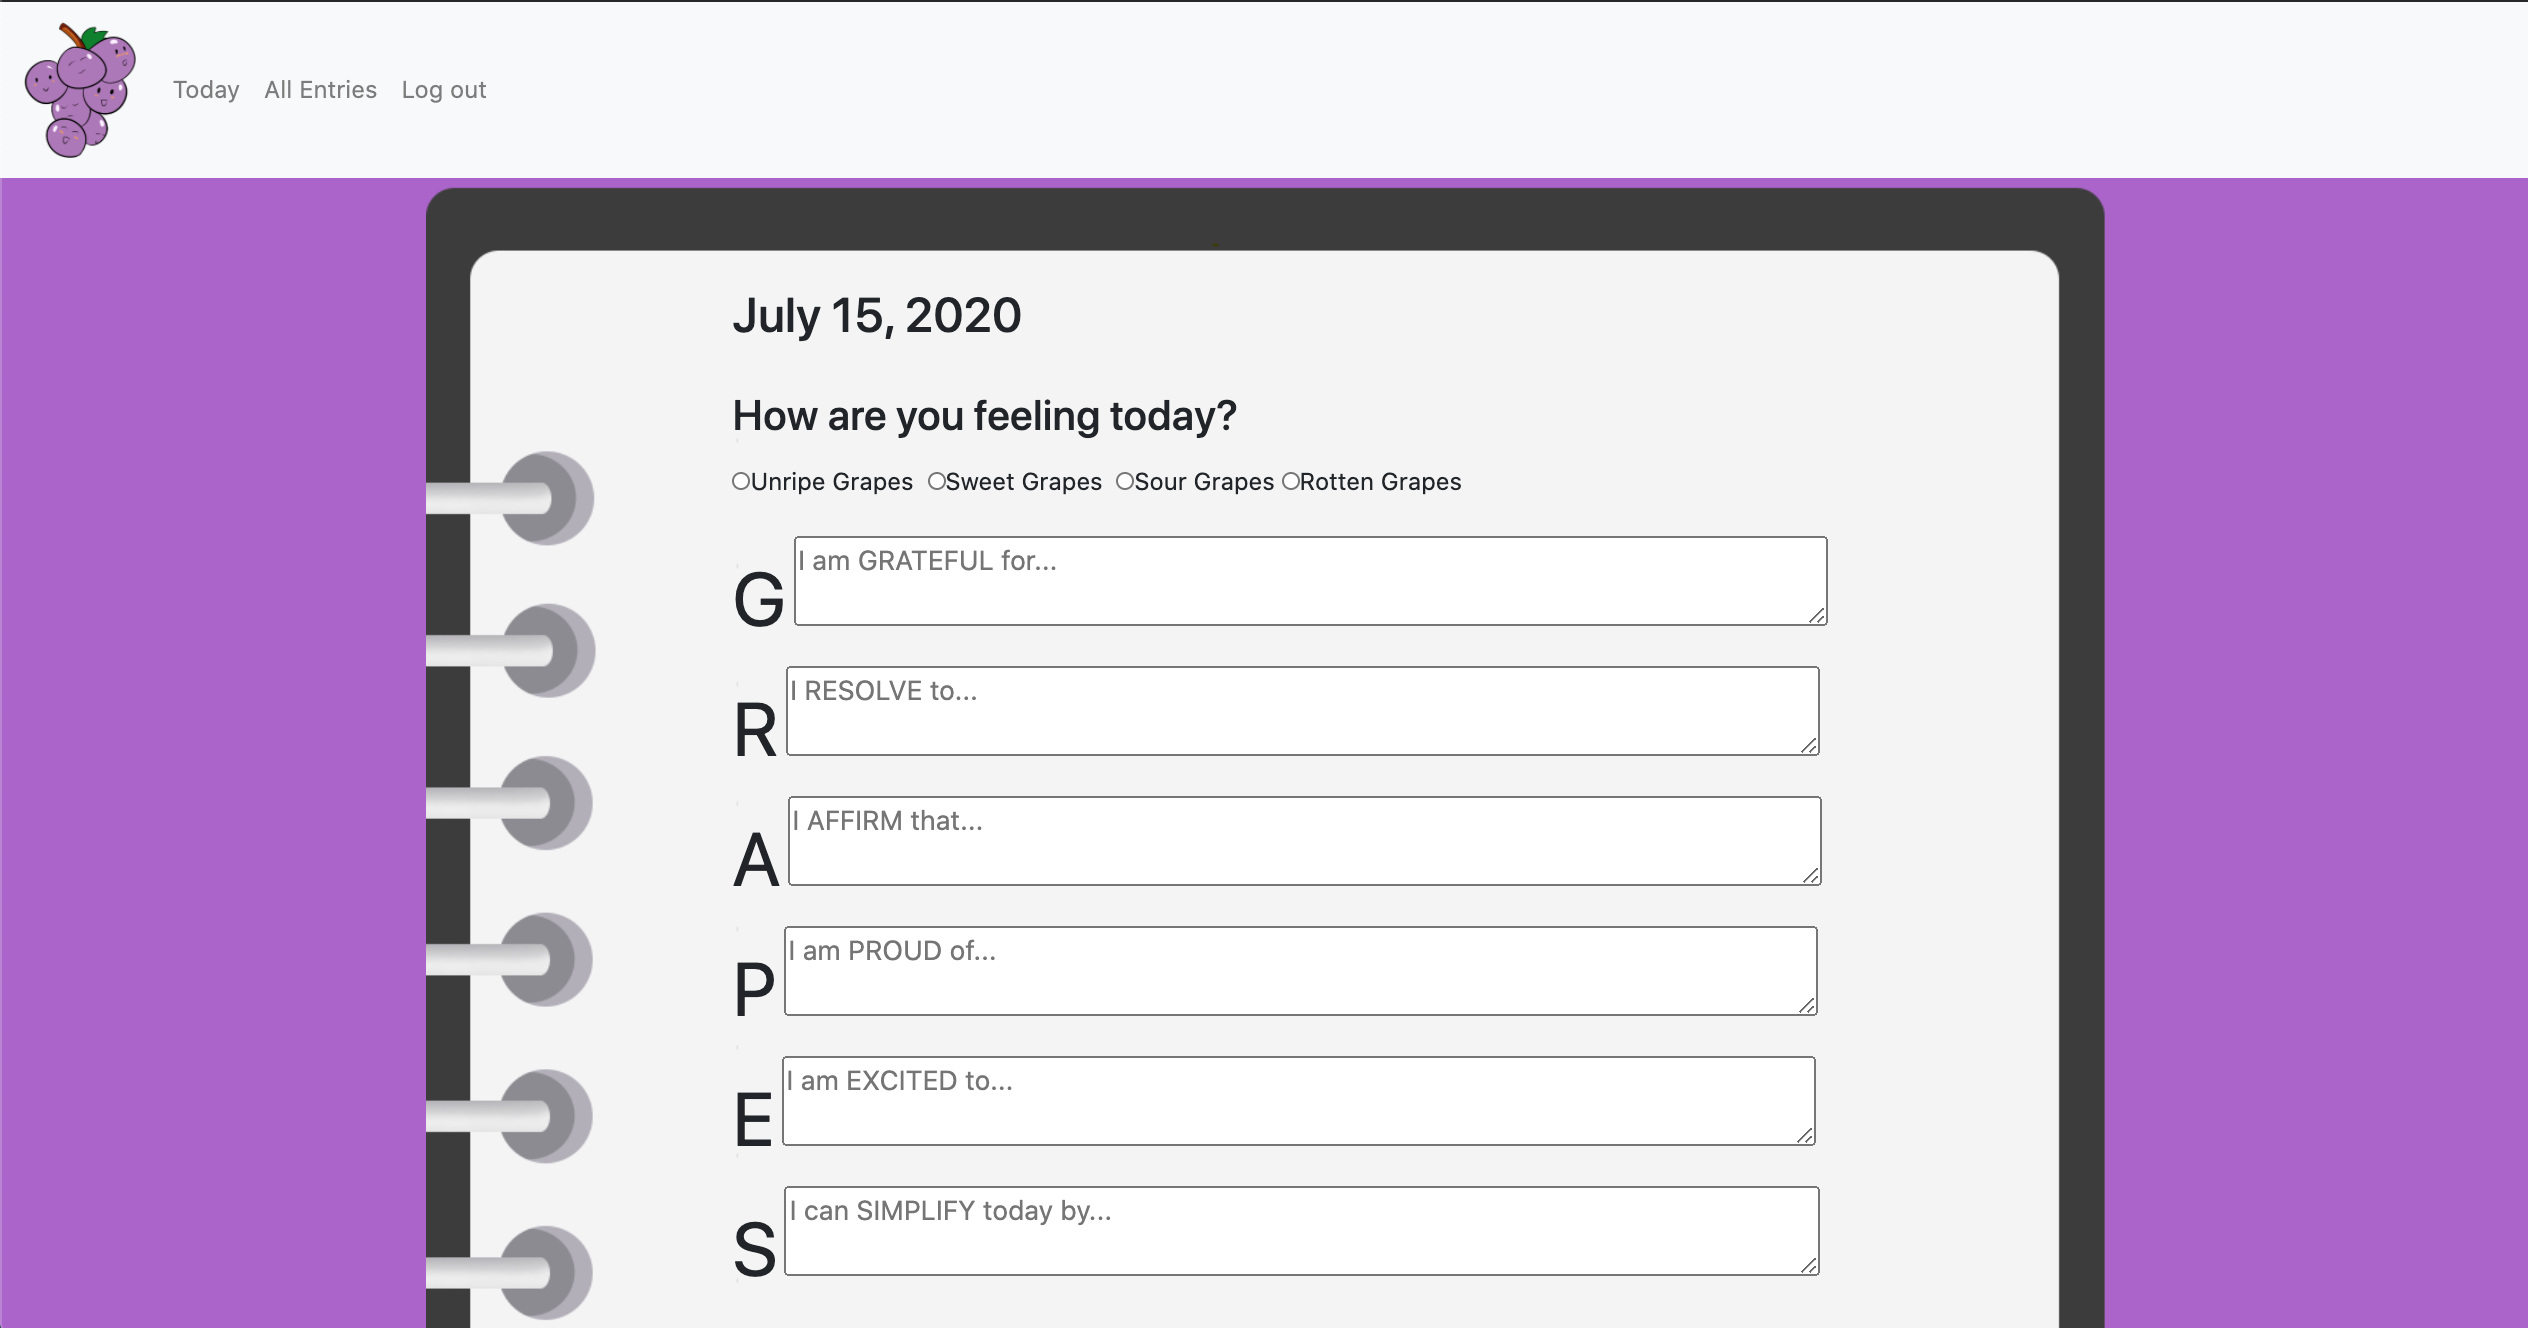 Today All Entries Log out
July 15, 2020
How are you feeling today?
Unripe Grapes Sweet Grapes Sour Grapes Rotten Grapes
I am GRATEFUL for...
G
I RESOLVE to...
R
I AFFIRM that...
A
I am PROUD of...
P
I am EXCITED to...
E
I can SIMPLIFY today by...
S